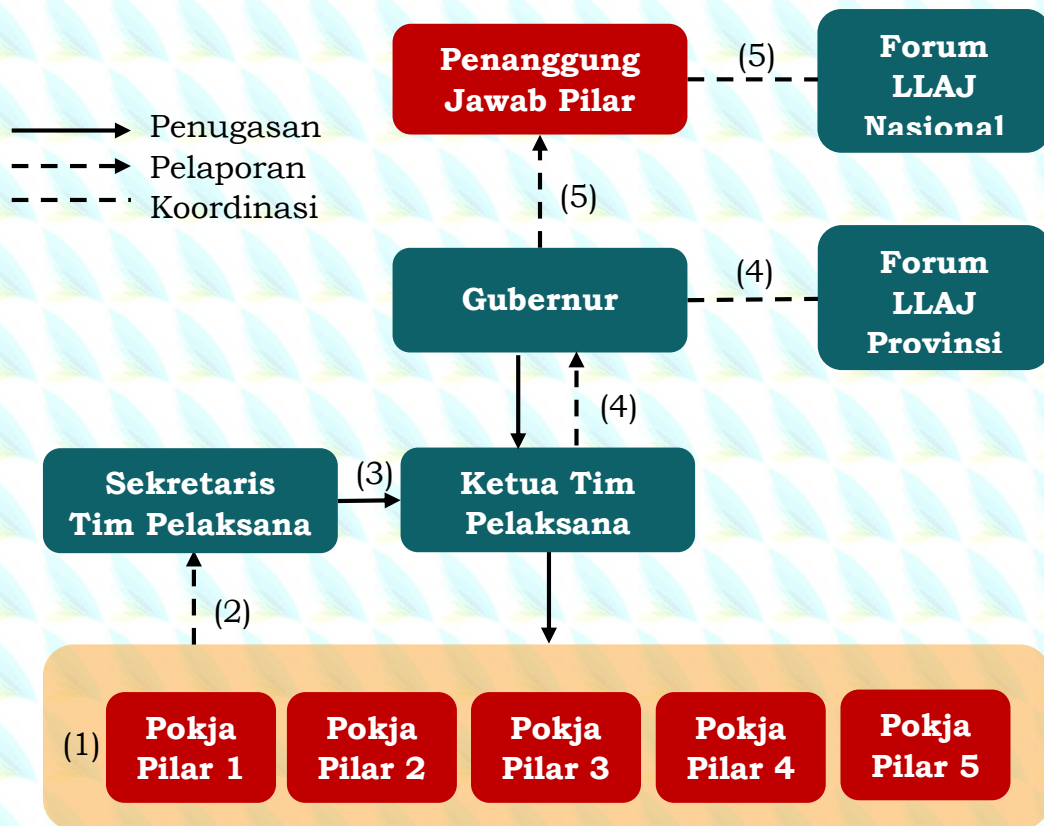 Penanggung
Jawab Pilar
(5)
Forum
LLAJ
Nasional
Penugasan
Pelaporan
Koordinasi
(5)
Gubernur
(4)
Forum
LLAJ
Provinsi
(4)
Sekretaris
Tim Pelaksana
(3)
Ketua Tim
Pelaksana
(2)
(1)
Pokja
Pilar 1
Pokja
Pilar 2
Pokja
Pilar 3
Pokja
Pilar 4
Pokja
Pilar 5